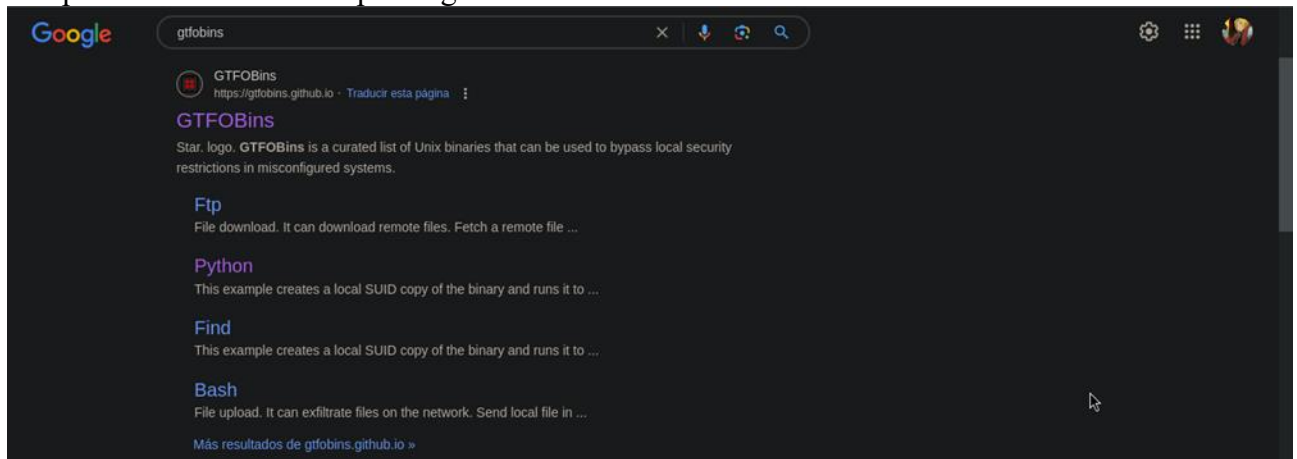 Google
gtfobins
GTFOBins
https://gtfobins.github.io · Traducir esta página
GTFOBins
Star. logo. GTFOBins is a curated list of Unix binaries that can be used to bypass local security
restrictions in misconfigured systems.
Ftp
File download. It can download remote files. Fetch a remote file ...
Python
This example creates a local SUID copy of the binary and runs it to ...
Find
This example creates a local SUID copy of the binary and runs it to ...
Bash
File upload. It can exfiltrate files on the network. Send local file in ...
Más resultados de gtfobins.github.io »